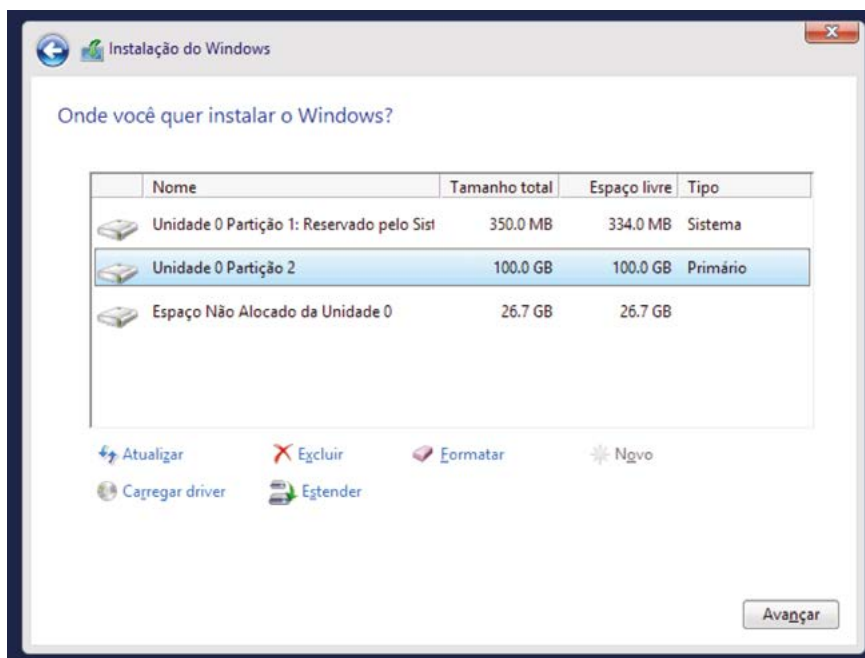 Instalação do Windows
Onde você quer instalar o Windows?
Nome Tamanho total Espaço livre Tipo
Unidade 0 Partição 1: Reservado pelo Sist 350.0 MB 334.0 MB Sistema
Unidade 0 Partição 2 100.0 GB 100.0 GB Primário
Espaço Não Alocado da Unidade 0 26.7 GB 26.7 GB
Atualizar Excluir Formatar Novo
Carregar driver Estender
Avançar